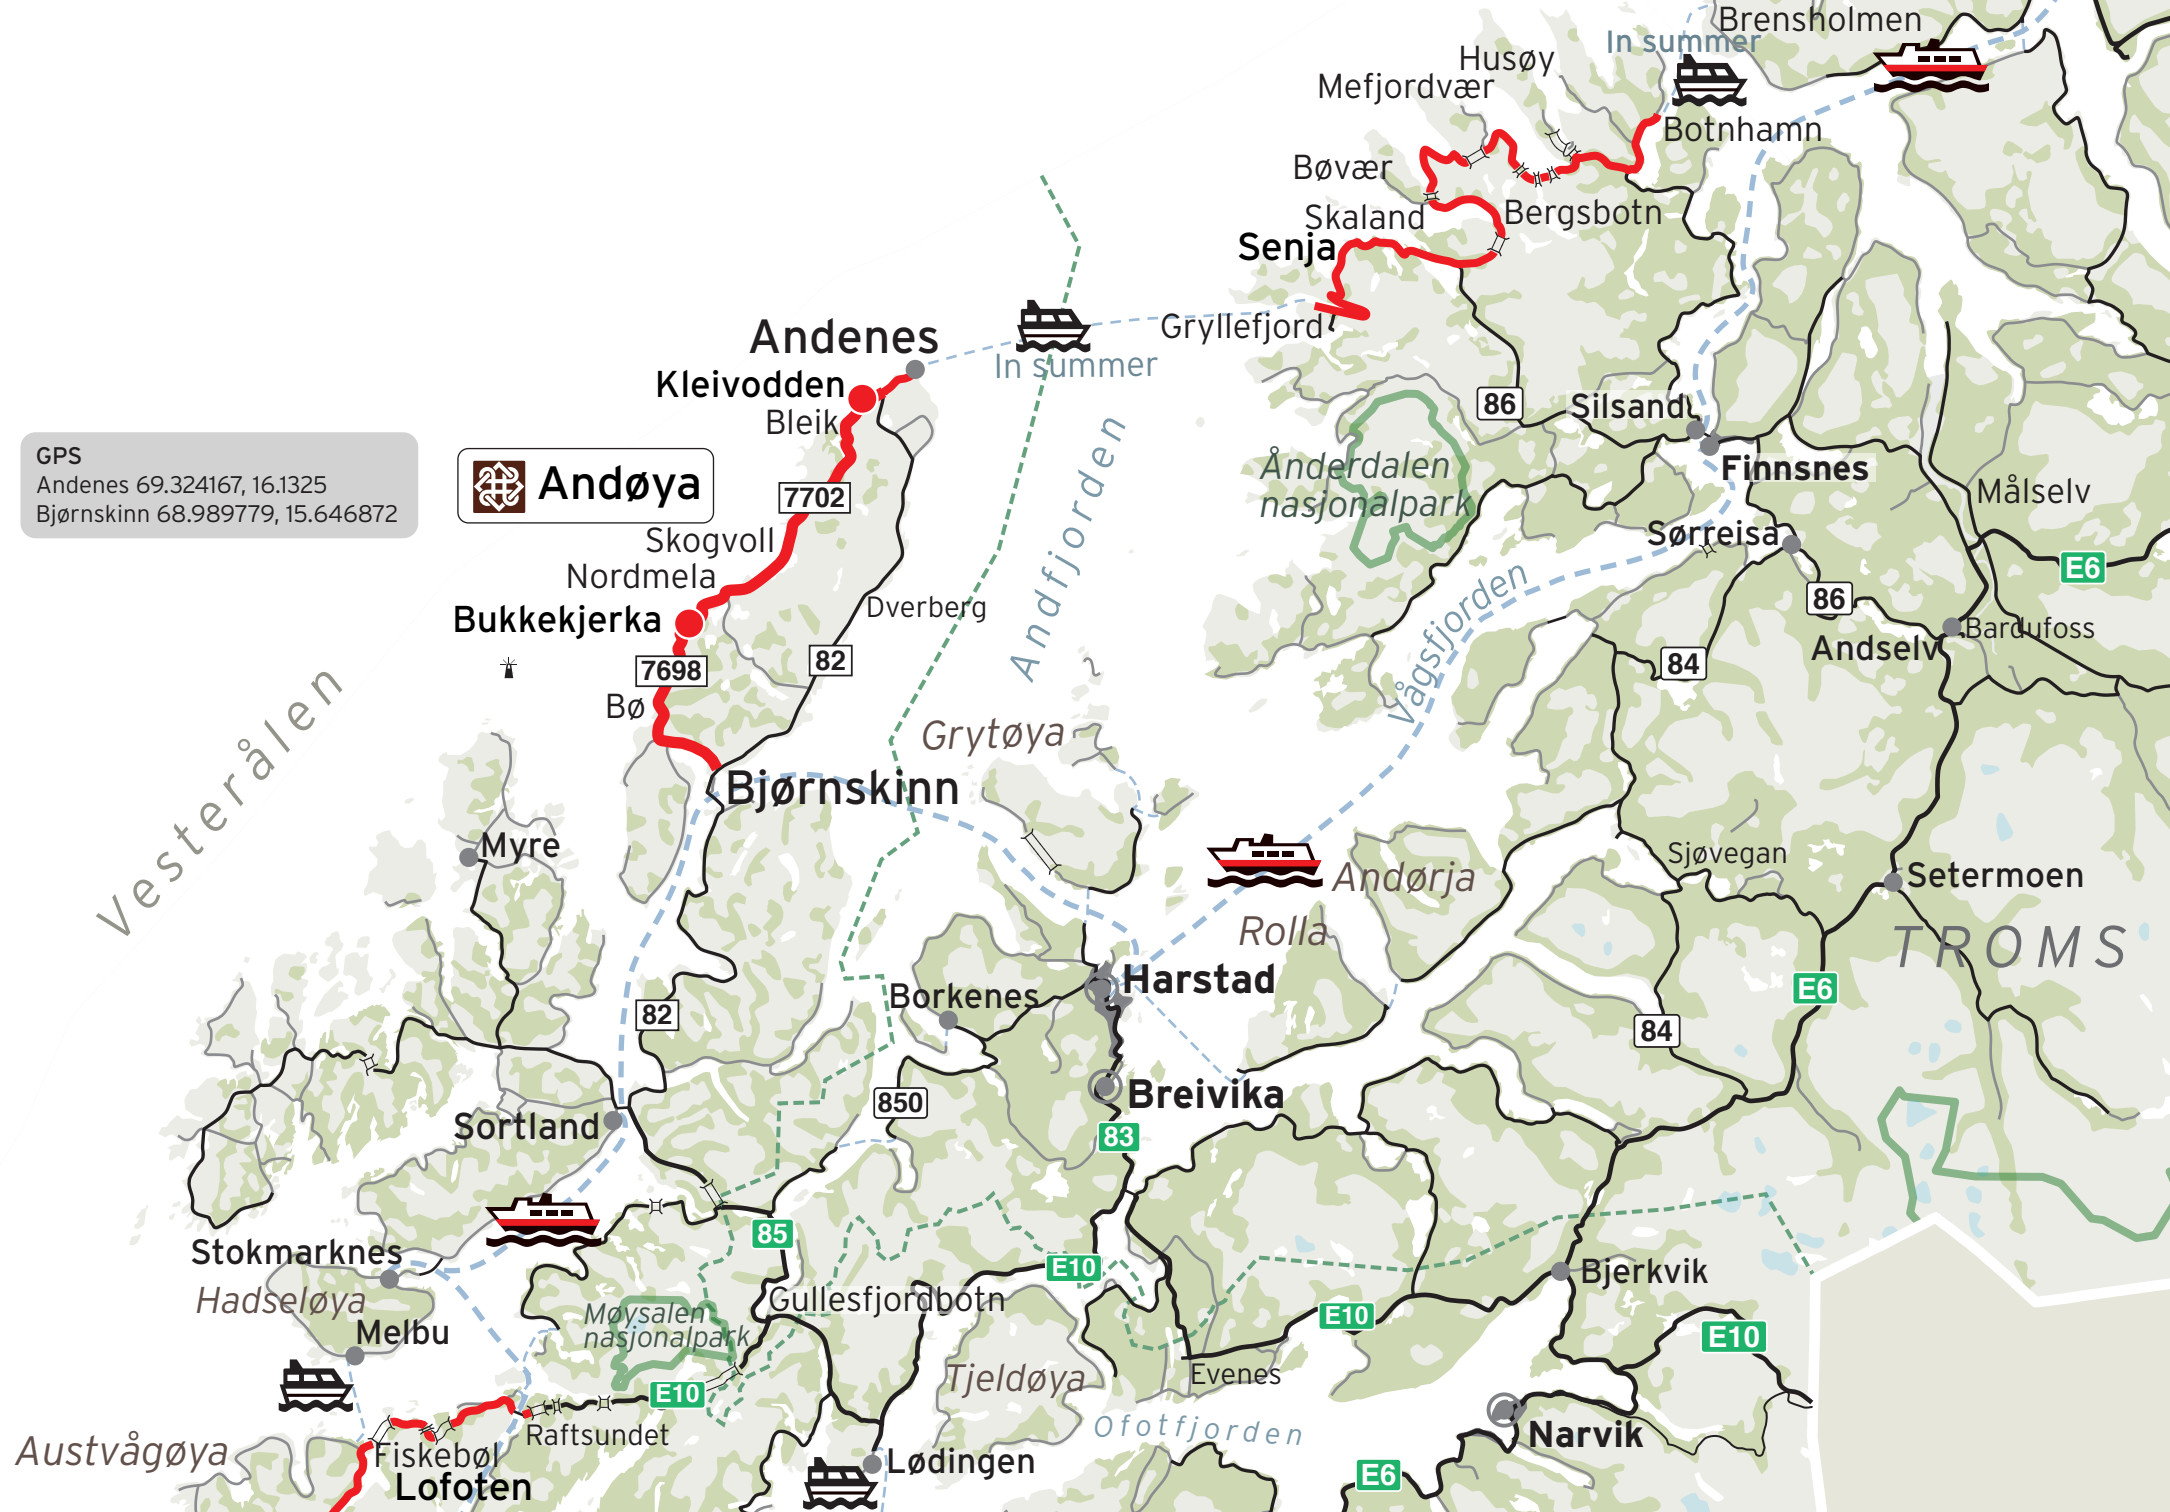 Brensholmen
In summer
Husøy
Mefjordvær
Botnhamn
Bøvær
Skaland
Bergsbotn
Senja
Gryllefjord
Andenes
In summer
Kleivodden
Bleik
86
Silsand
Finnsnes
GPS
Andenes 69.324167, 16.1325
Bjørnskinn 68.989779, 15.646872
Andøya
7702
Andfjorden
Ånderdalen
nasjonalpark
Målselv
Skogvoll
Sørreisa
Nordmela
E6
Bukkekjerka
Dverberg
Vågsfjorden
86
Bardufoss
Andselv
7698
82
84
Bø
Vesterålen
Grytøya
Bjørnskinn
Myre
Sjøvegan
Andørja
Setermoen
Rolla
TROMS
Harstad
Borkenes
E6
82
84
Breivika
850
Sortland
83
85
Stokmarknes
E10
Bjerkvik
Hadseløya
Gullesfjordbotn
Møysalen
nasjonalpark
E10
Melbu
E10
Tjeldøya
Evenes
E10
Narvik
Ofotfjorden
Raftsundet
Austvågøya
Fiskebøl
Lødingen
E6
Lofoten